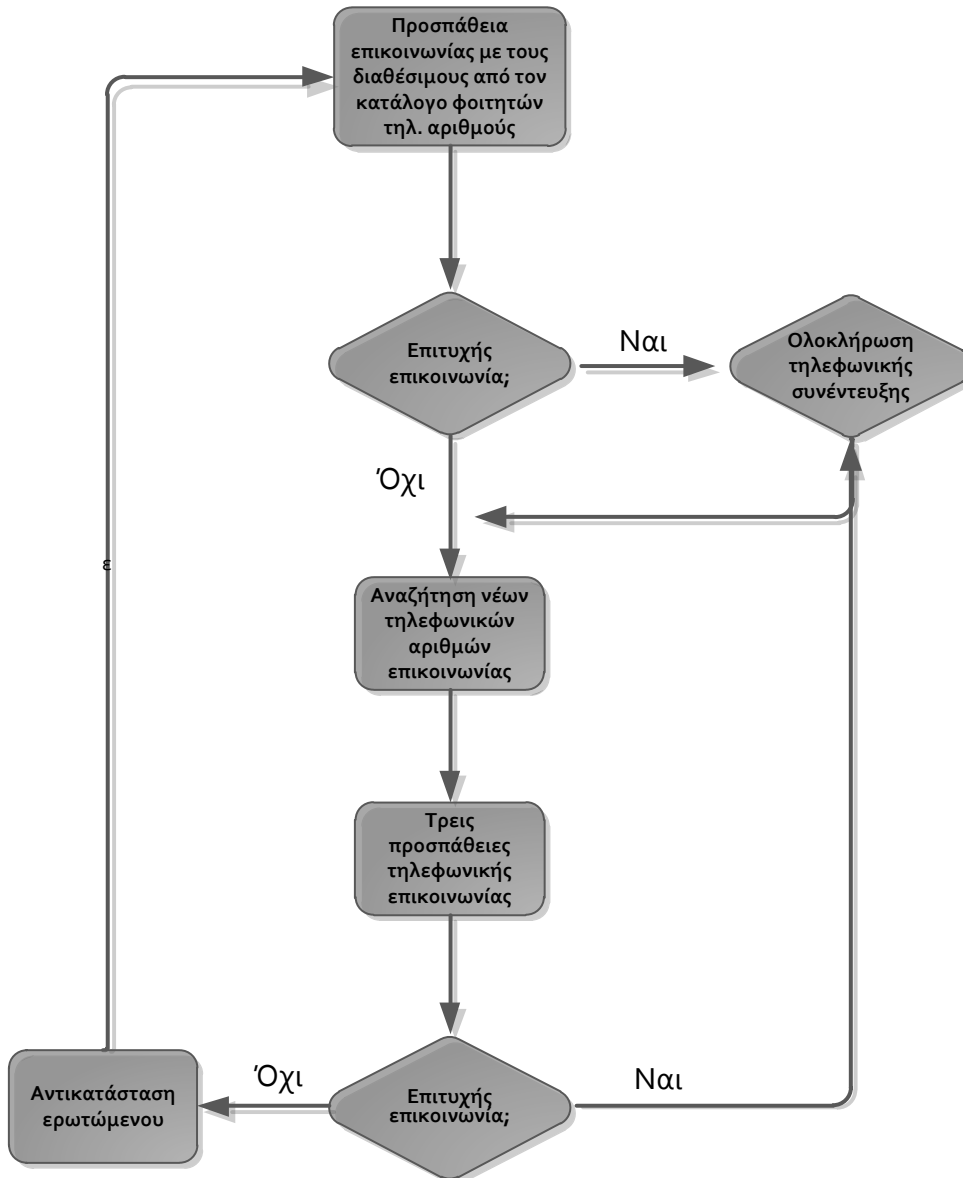 Προσπάθεια
επικοινωνίας με τους
διαθέσιμους από τον
κατάλογο φοιτητών
τηλ. αριθμούς
Επιτυχής
επικοινωνία;
Ναι
Ολοκλήρωση
τηλεφωνικής
συνέντευξης
Όχι
ε
Αναζήτηση νέων
τηλεφωνικών
αριθμών
επικοινωνίας
Τρεις
προσπάθειες
τηλεφωνικής
επικοινωνίας
Επιτυχής
επικοινωνία;
Όχι
Ναι
Αντικατάσταση
ερωτώμενου